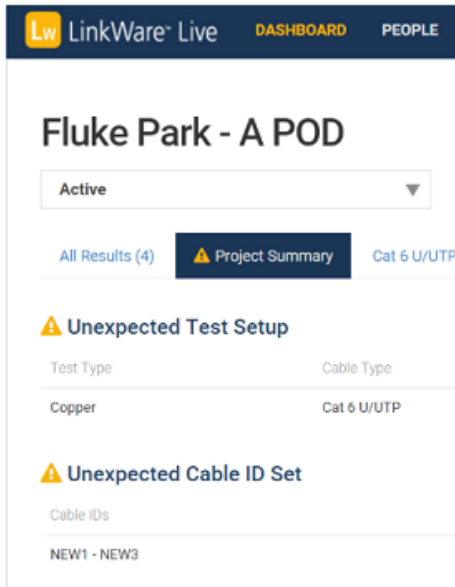 Lw LinkWare™ Live DASHBOARD PEOPLE
Fluke Park - A POD
Active
All Results (4) Project Summary Cat 6 U/UTP
Unexpected Test Setup
Test Type Cable Type
Copper Cat 6 U/UTP
Unexpected Cable ID Set
Cable IDs
NEW1 - NEW3